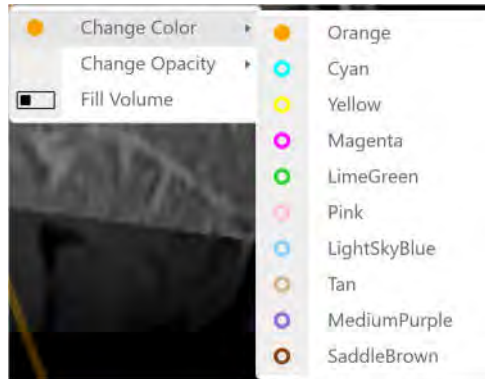 Change Color
Change Opacity
Fill Volume
Orange
Cyan
Yellow
Magenta
LimeGreen
Pink
LightSkyBlue
Tan
MediumPurple
SaddleBrown